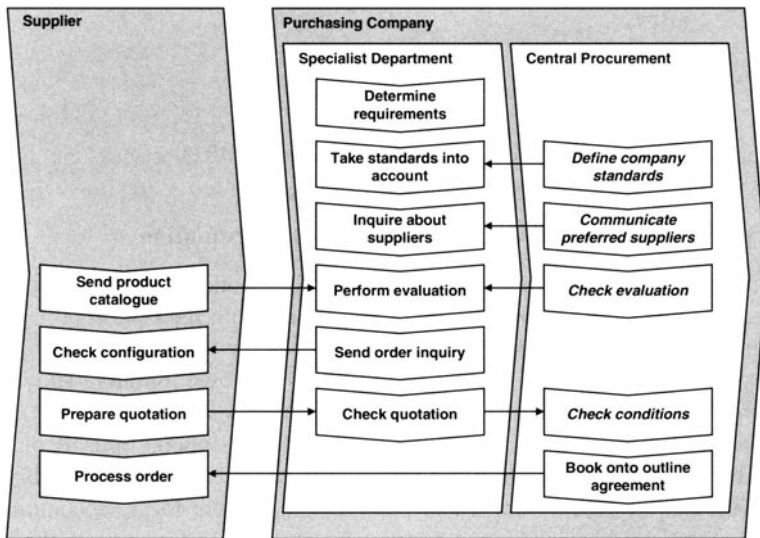 Supplier
Purchasing Company
Specialist Department
Central Procurement
Determine
requirements
Take standards into
account
Define company
standards
Inquire about
suppliers
Communicate
preferred suppliers
Send product
catalogue
Perform evaluation
Check evaluation
Check configuration
Send order inquiry
Prepare quotation
Check quotation
Check conditions
Process order
Book onto outline
agreement